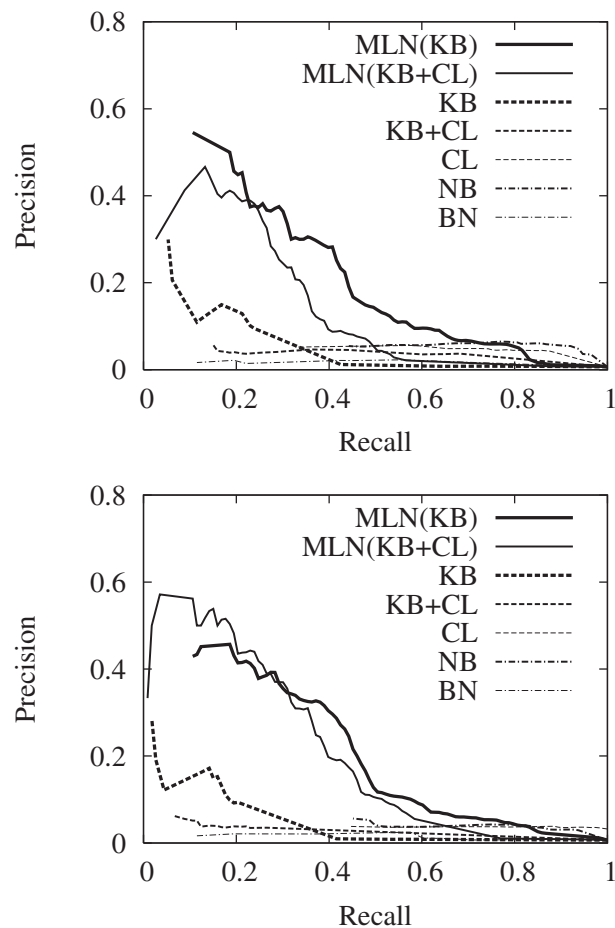 0.8
MLN(KB)
MLN(KB+CL)
0.6
KB
KB+CL
CL
0.4
NB
BN
Precision
0.2
0
0 0.2 0.4 0.6 0.8 1
Recall
0.8
MLN(KB)
MLN(KB+CL)
0.6
KB
KB+CL
CL
0.4
NB
BN
Precision
0.2
0
0 0.2 0.4 0.6 0.8 1
Recall